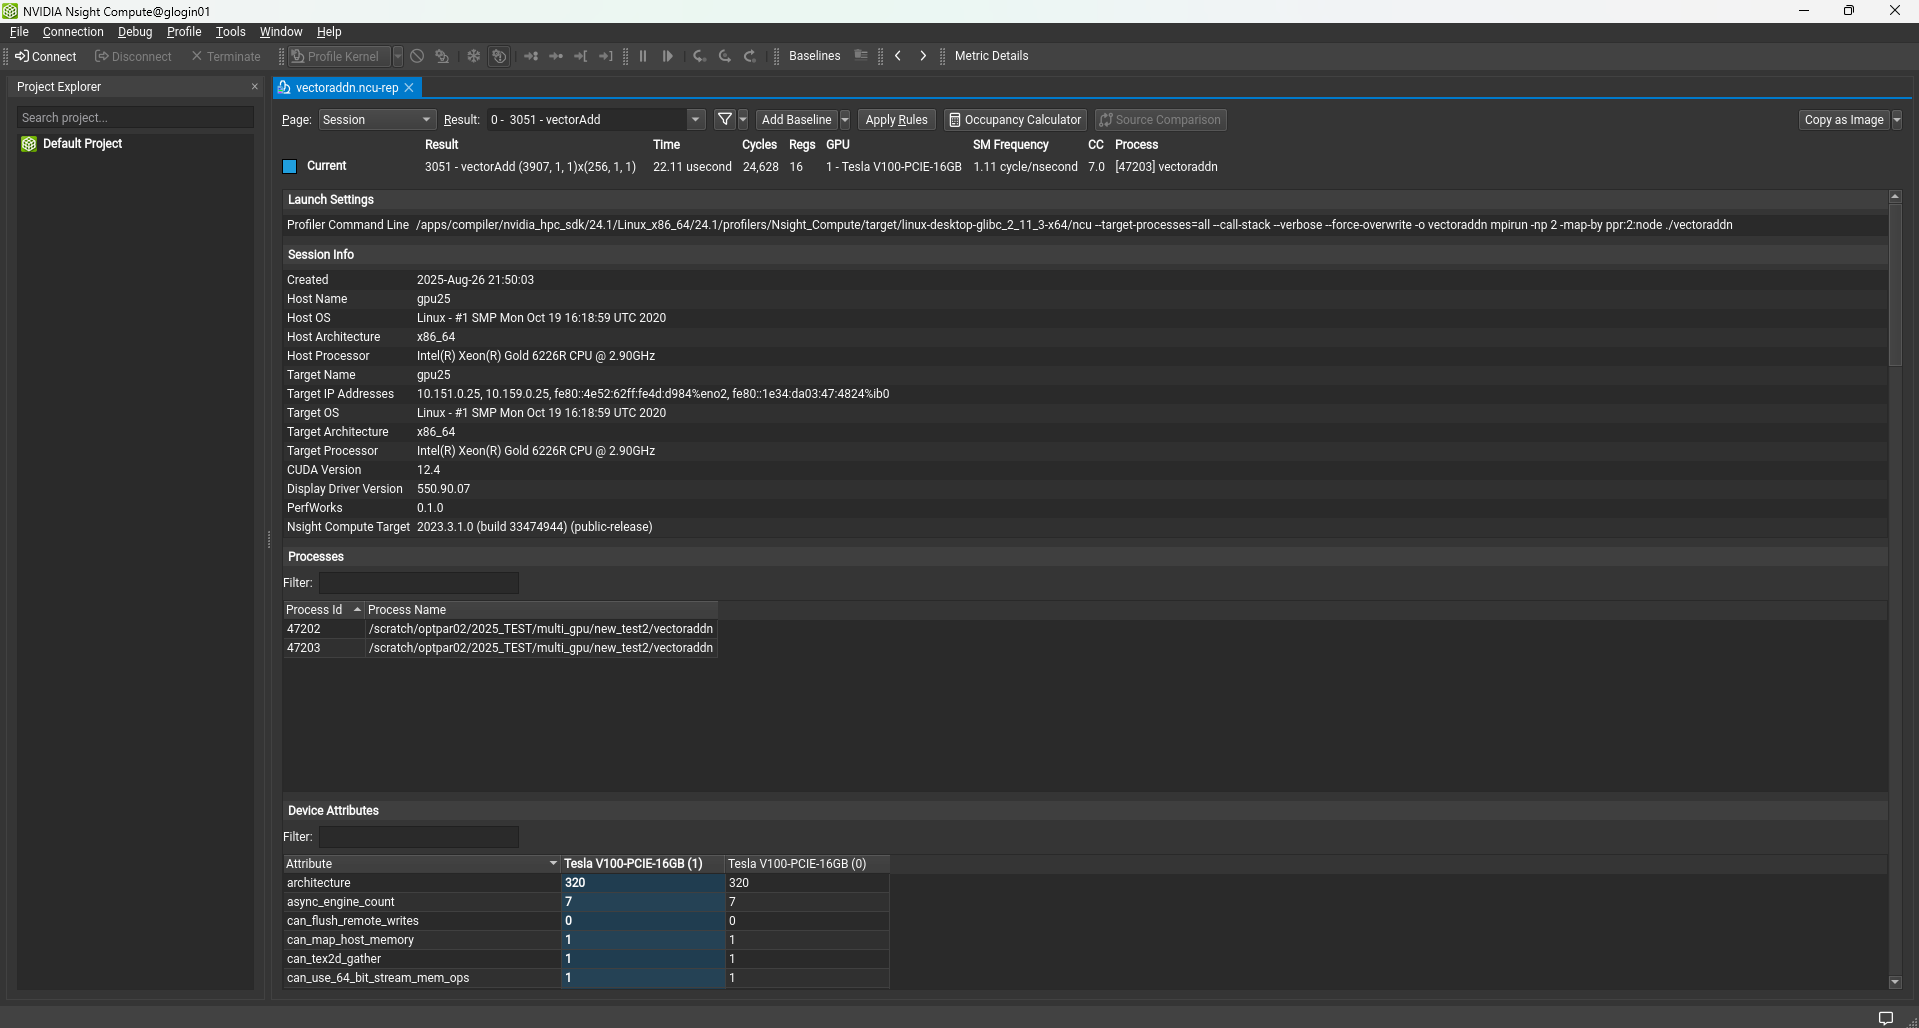 NVIDIA Nsight Compute@glogin01
File Connection Debug Profile Tools Window Help
Connect Disconnect Terminate Profile Kernel Baselines Metric Details
Project Explorer
Search project...
Default Project
vectoraddn.ncu-rep
Page: Session Result: 0 - 3051 - vectorAdd Add Baseline Apply Rules Occupancy Calculator Source Comparison Copy as Image
Result Time Cycles Regs GPU SM Frequency CC Process
Current 3051 - vectorAdd (3907, 1, 1)x(256, 1, 1) 22.11 usecond 24,628 16 1 - Tesla V100-PCIE-16GB 1.11 cycle/nsecond 7.0 [47203] vectoraddn
Launch Settings
Profiler Command Line /apps/compiler/nvidia_hpc_sdk/24.1/Linux_x86_64/24.1/profilers/Nsight_Compute/target/linux-desktop-glibc_2_11_3-x64/ncu --target-processes=all --call-stack --verbose --force-overwrite -o vectoraddn mpirun -np 2 -map-by ppr:2:node ./vectoraddn
Session Info
Created 2025-Aug-26 21:50:03
Host Name gpu25
Host OS Linux - #1 SMP Mon Oct 19 16:18:59 UTC 2020
Host Architecture x86_64
Host Processor Intel(R) Xeon(R) Gold 6226R CPU @ 2.90GHz
Target Name gpu25
Target IP Addresses 10.151.0.25, 10.159.0.25, fe80::4e52:62ff:fe4d:d984%eno2, fe80::1e34:da03:47:4824%ib0
Target OS Linux - #1 SMP Mon Oct 19 16:18:59 UTC 2020
Target Architecture x86_64
Target Processor Intel(R) Xeon(R) Gold 6226R CPU @ 2.90GHz
CUDA Version 12.4
Display Driver Version 550.90.07
PerfWorks 0.1.0
Nsight Compute Target 2023.3.1.0 (build 33474944) (public-release)
Processes
Filter:
Process Id Process Name
47202 /scratch/optpar02/2025_TEST/multi_gpu/new_test2/vectoraddn
47203 /scratch/optpar02/2025_TEST/multi_gpu/new_test2/vectoraddn
Device Attributes
Filter:
Attribute Tesla V100-PCIE-16GB (1) Tesla V100-PCIE-16GB (0)
architecture 320 320
async_engine_count 7 7
can_flush_remote_writes 0 0
can_map_host_memory 1 1
can_tex2d_gather 1 1
can_use_64_bit_stream_mem_ops 1 1